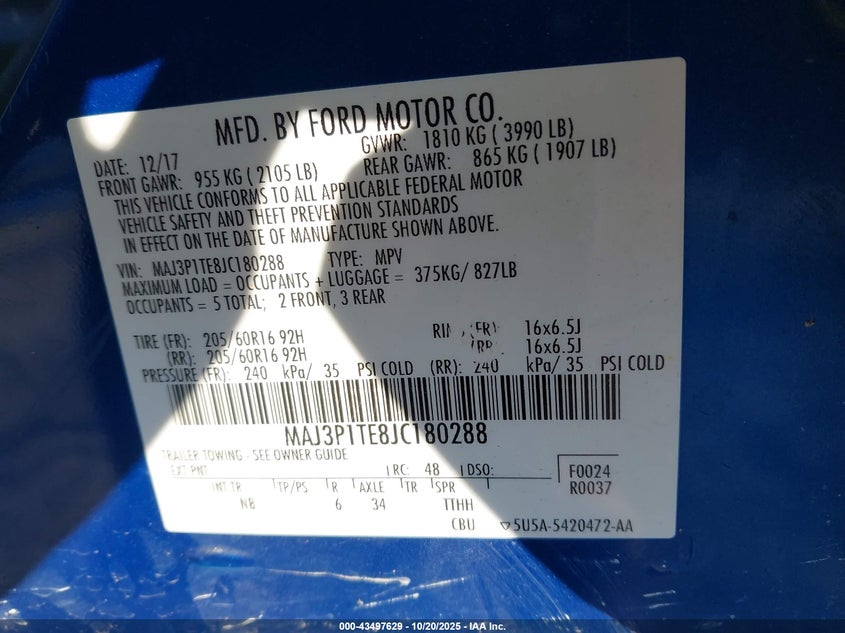 MFD. BY FORD MOTOR CO.
DATE: 12/17 GVWR: 1810 KG ( 3990 LB)
FRONT GAWR: 955 KG ( 2105 LB) REAR GAWR: 865 KG ( 1907 LB)
THIS VEHICLE CONFORMS TO ALL APPLICABLE FEDERAL MOTOR
VEHICLE SAFETY AND THEFT PREVENTION STANDARDS
IN EFFECT ON THE DATE OF MANUFACTURE SHOWN ABOVE.
VIN: MAJ3P1TE8JC180288 TYPE: MPV
MAXIMUM LOAD = OCCUPANTS + LUGGAGE = 375KG/ 827LB
OCCUPANTS = 5 TOTAL; 2 FRONT, 3 REAR
TIRE (FR): 205/60R16 92H (FR): 16x6.5J
(RR): 205/60R16 92H (RR 16x6.5J
PRESSURE (FR): 240 kPa/ 35 PSI COLD (RR): 240 kPa/ 35 PSI COLD
MAJ3P1TE8JC180288
TRAILER TOWING - SEE OWNER GUIDE
EXT PNT RC: 48 DSO: F0024
R0037
INT TR TP/PS R AXLE TR SPR
NB 6 34 TTHH
CBU 5U5A-5420472-AA
000-43497629 - 10/20/2025 - IAA Inc.